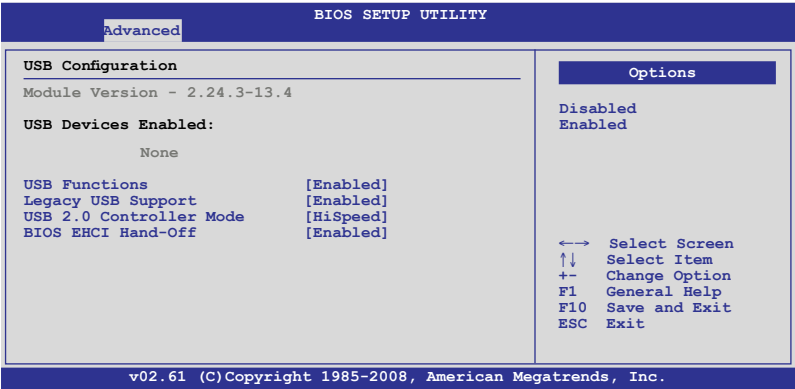 BIOS SETUP UTILITY
Advanced
USB Configuration
Module Version - 2.24.3-13.4
USB Devices Enabled:
None
USB Functions [Enabled]
Legacy USB Support [Enabled]
USB 2.0 Controller Mode [HiSpeed]
BIOS EHCI Hand-Off [Enabled]
Options
Disabled
Enabled
←→ Select Screen
↑↓ Select Item
+- Change Option
F1 General Help
F10 Save and Exit
ESC Exit
v02.61 (C)Copyright 1985-2008, American Megatrends, Inc.